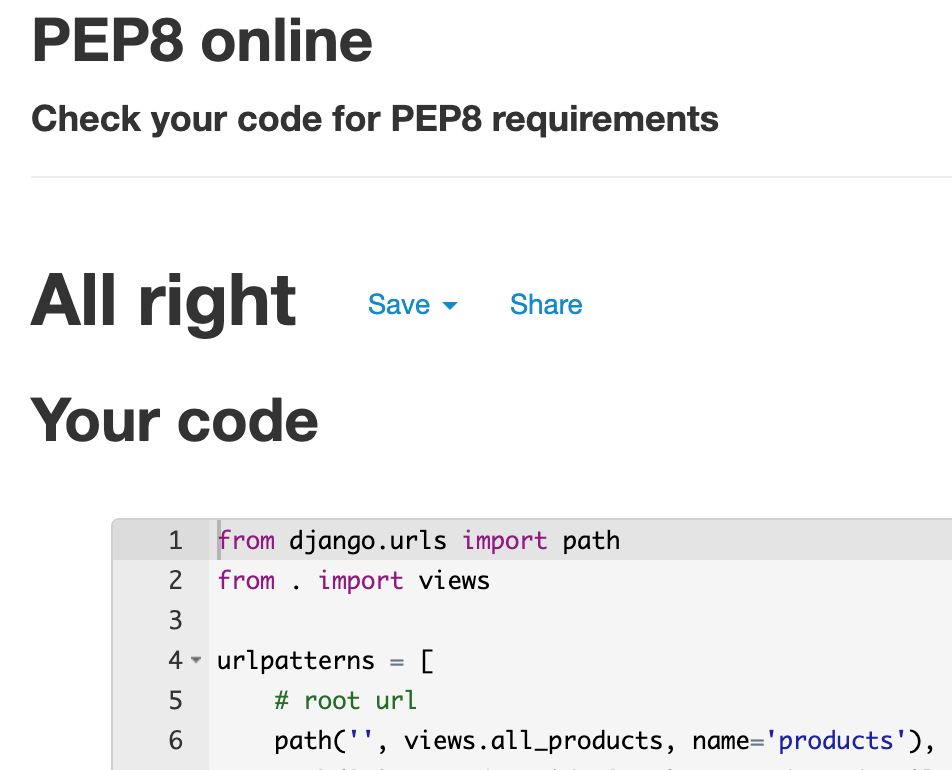 PEP8 online
Check your code for PEP8 requirements
All right Save Share
Your code
1 from django.urls import path
2 from . import views
3
4 urlpatterns = [
5 # root url
6 path('', views.all_products, name='products'),